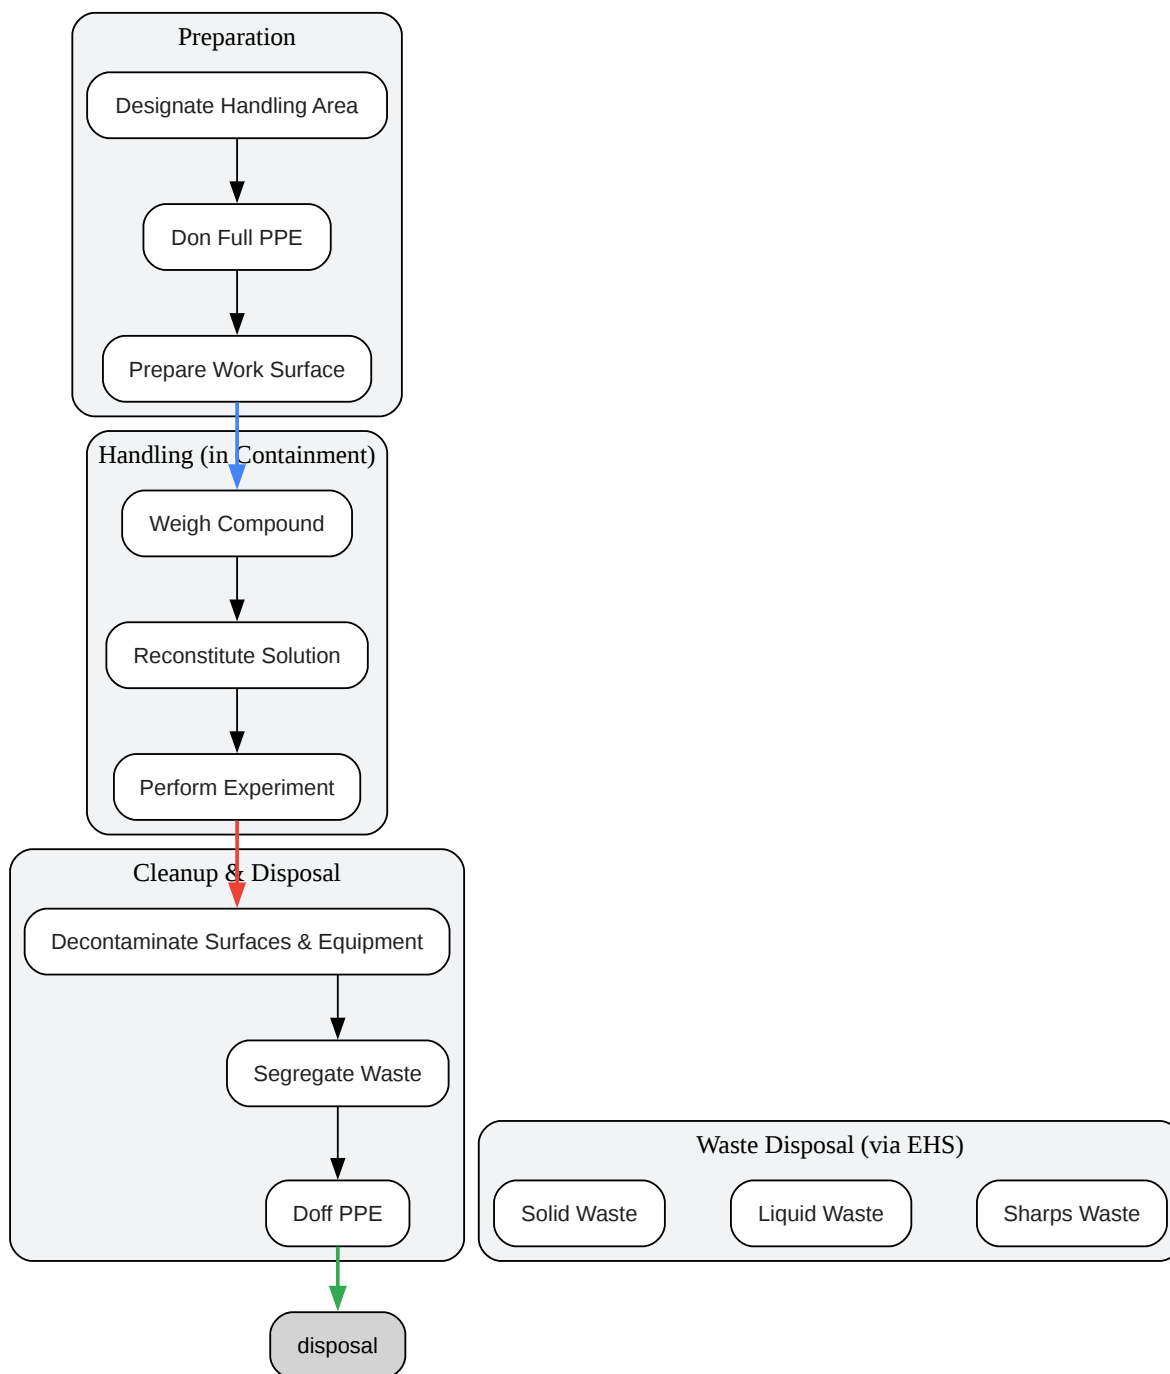 Preparation
Designate Handling Area
Don Full PPE
Prepare Work Surface
Handling (in Containment)
Weigh Compound
Reconstitute Solution
Perform Experiment
Cleanup & Disposal
Decontaminate Surfaces & Equipment
Segregate Waste
Doff PPE
Waste Disposal (via EHS)
Solid Waste
Liquid Waste
Sharps Waste
disposal